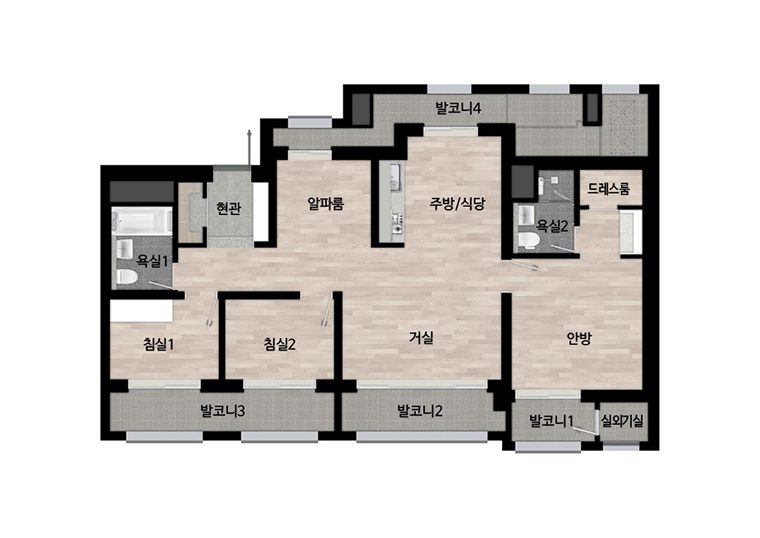 발코니4
드레스룸
현관
알파룸
주방/식당
욕실2
욕실1
침실1
침실2
거실
안방
발코니3
발코니2
발코니1
실외기실